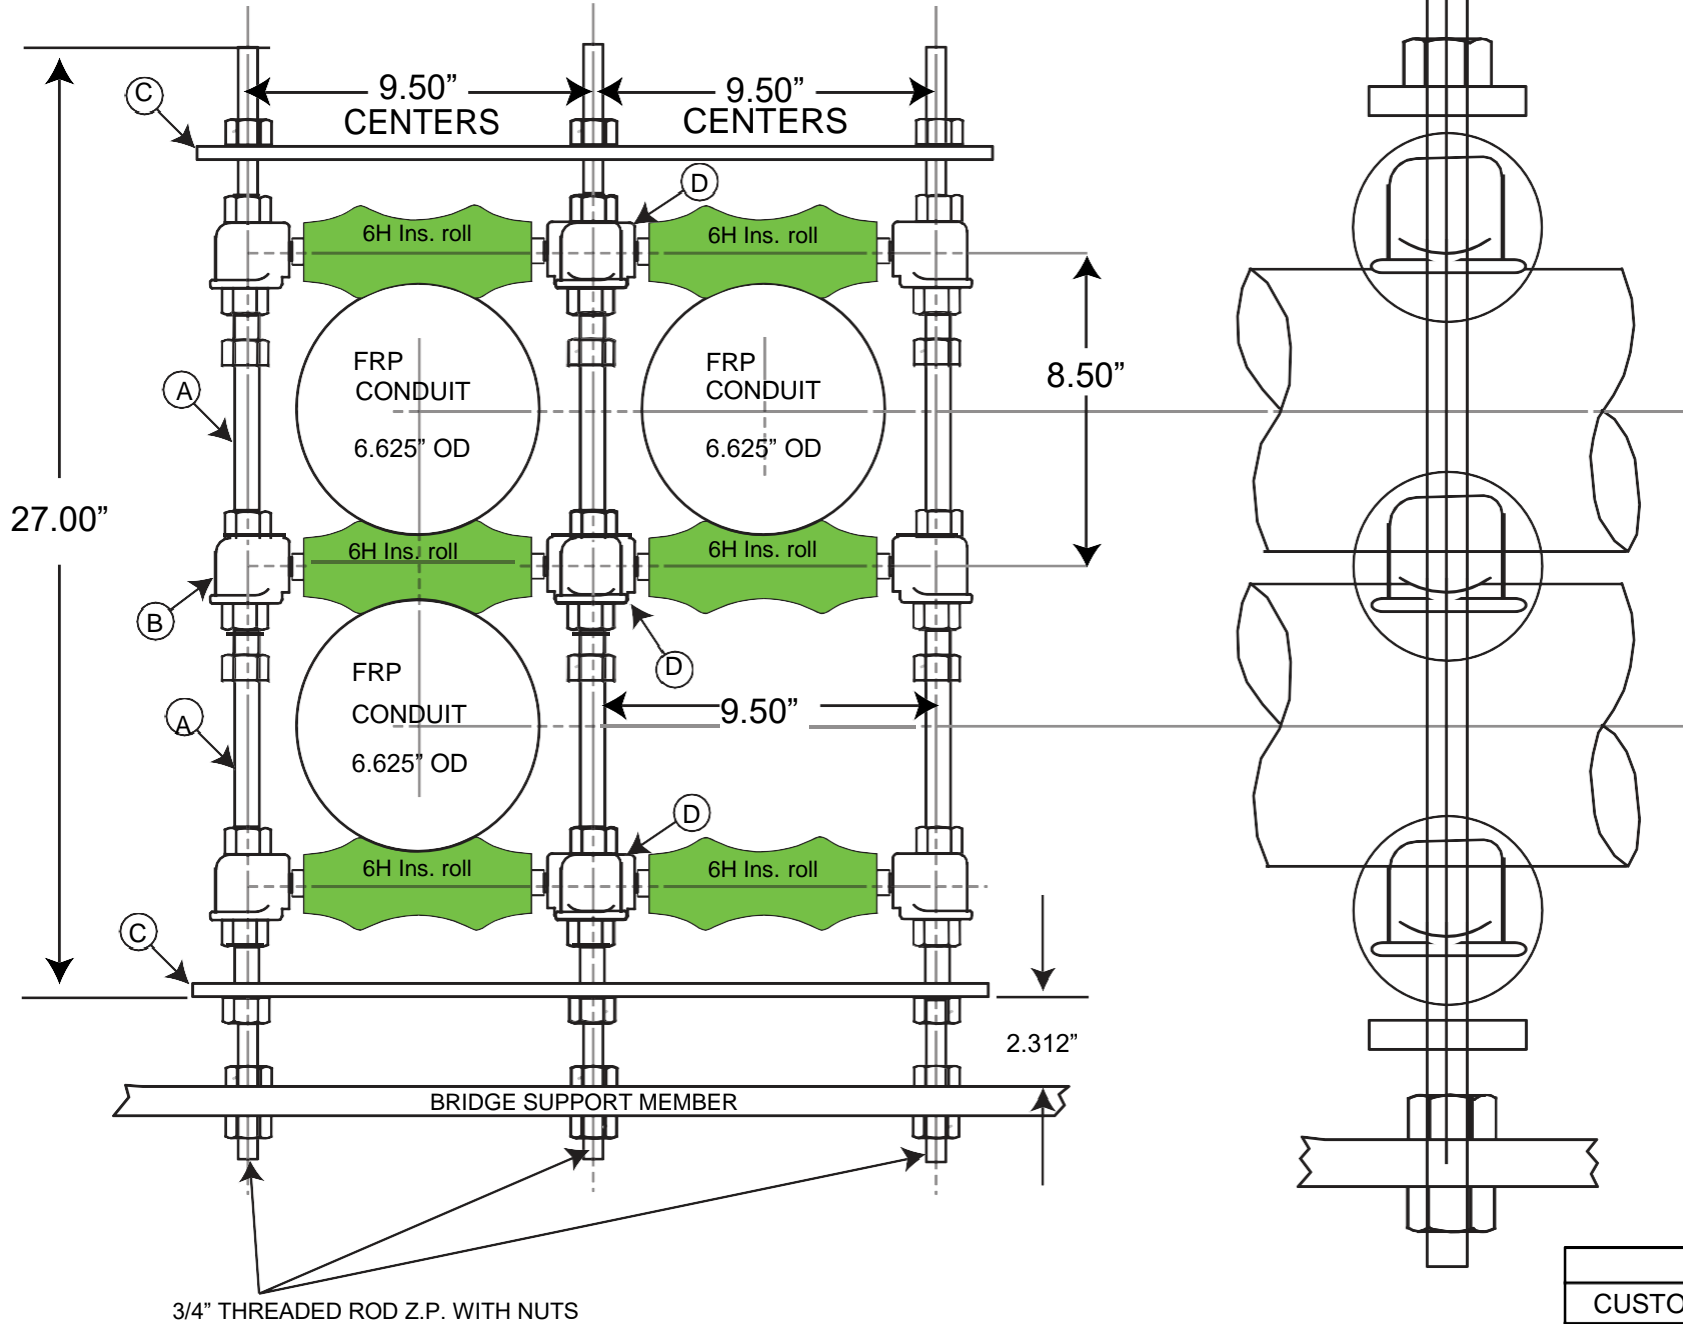 C
9.50”
CENTERS
9.50”
CENTERS
D
6H Ins. roll
6H Ins. roll
FRP
CONDUIT
6.625” OD
FRP
CONDUIT
6.625” OD
8.50”
A
27.00”
6H Ins. roll
6H Ins. roll
B
D
FRP
CONDUIT
6.625” OD
9.50”
A
D
6H Ins. roll
6H Ins. roll
C
2.312”
BRIDGE SUPPORT MEMBER
3/4” THREADED ROD Z.P. WITH NUTS
CUSTO